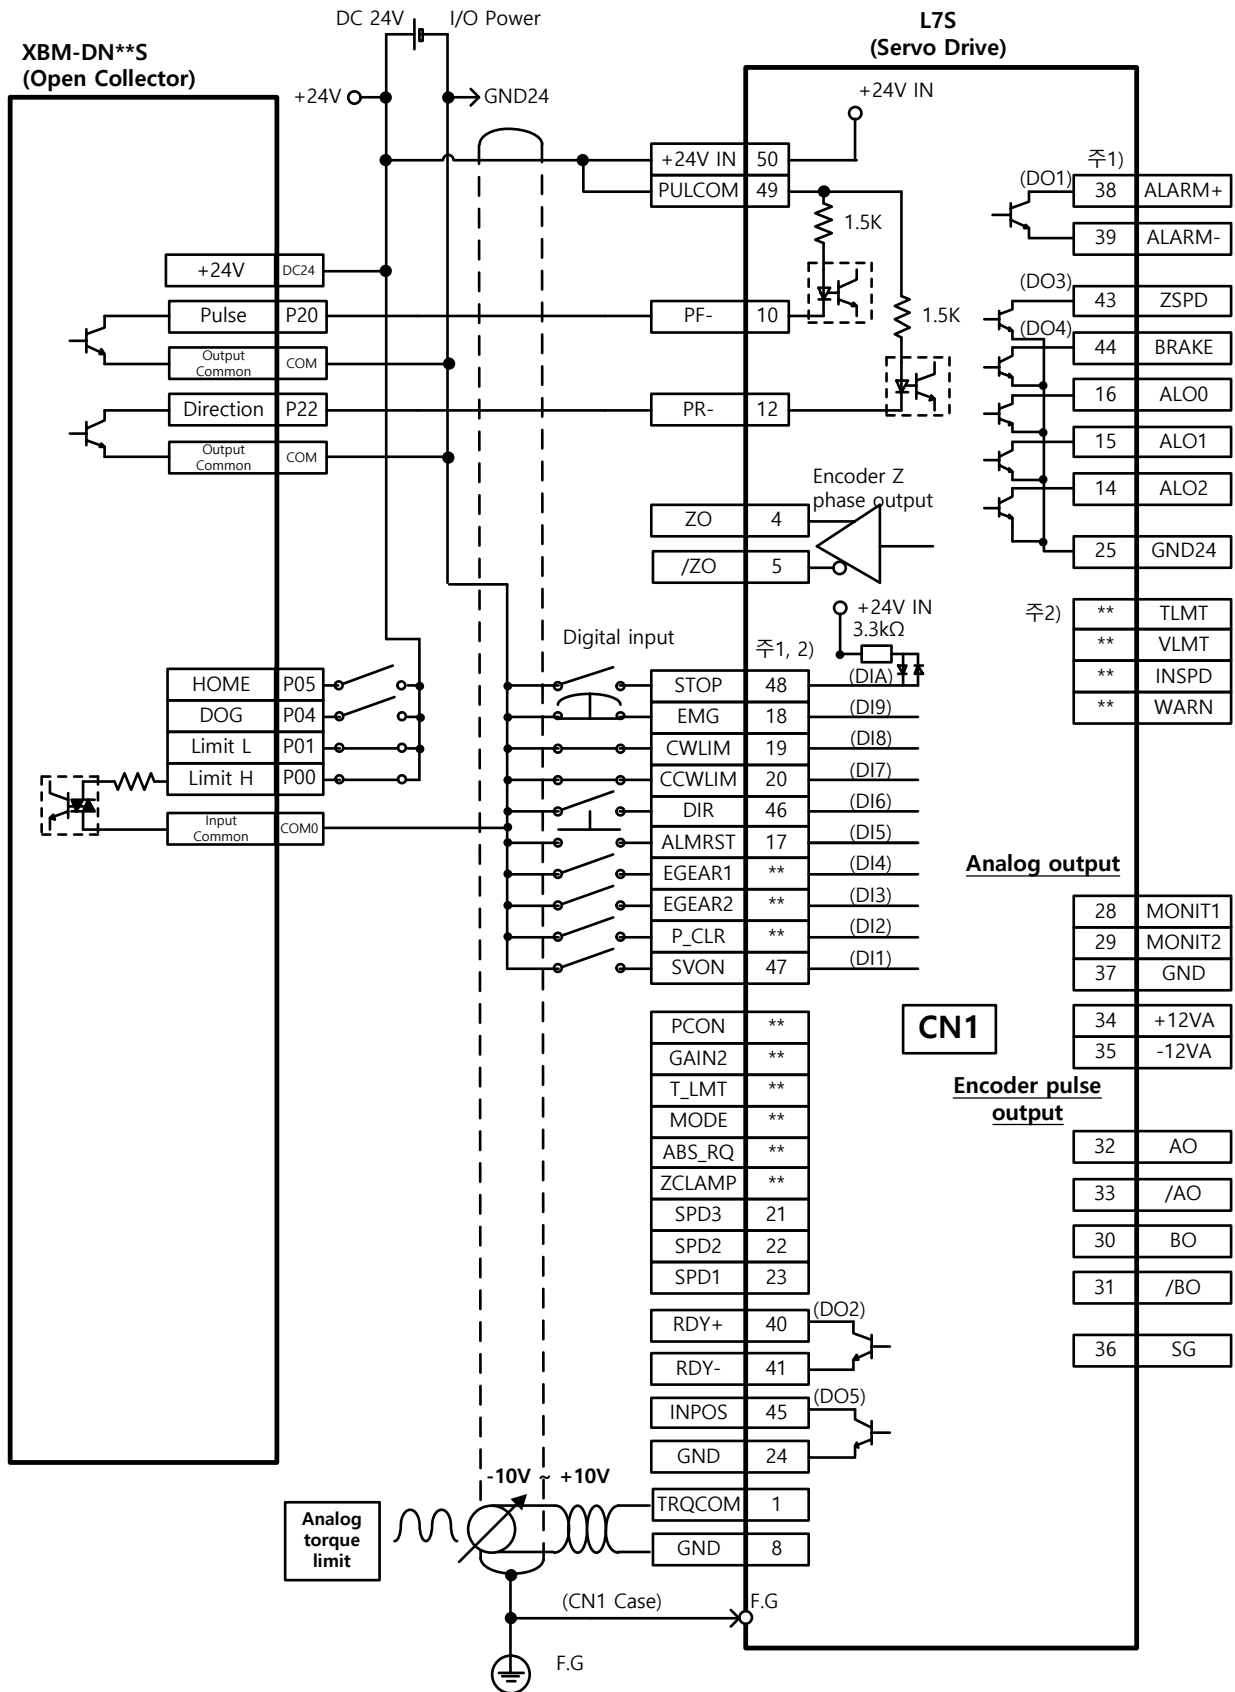 DC 24V
I/O Power
L7S
(Servo Drive)
XBM-DN**S
(Open Collector)
+24V
GND24
+24V IN
+24V IN 50
PULCOM 49
1.5K
1.5K
주1)
(DO1)
38 ALARM+
39 ALARM-
+24V DC24
Pulse P20
Output
Common
COM
Direction P22
Output
Common
COM
PF- 10
PR- 12
(DO3)
43 ZSPD
(DO4)
44 BRAKE
16 ALO0
15 ALO1
14 ALO2
25 GND24
Encoder Z
phase output
ZO 4
/ZO 5
주2)
** TLMT
** VLMT
** INSPD
** WARN
+24V IN
3.3kΩ
Digital input
주1, 2)
HOME P05
DOG P04
Limit L P01
Limit H P00
Input
Common
COM0
STOP 48 (DIA)
EMG 18 (DI9)
CWLIM 19 (DI8)
CCWLIM 20 (DI7)
DIR 46 (DI6)
ALMRST 17 (DI5)
EGEAR1 ** (DI4)
EGEAR2 ** (DI3)
P_CLR ** (DI2)
SVON 47 (DI1)
Analog output
28 MONIT1
29 MONIT2
37 GND
34 +12VA
35 -12VA
CN1
PCON **
GAIN2 **
T_LMT **
MODE **
ABS_RQ **
ZCLAMP **
SPD3 21
SPD2 22
SPD1 23
Encoder pulse
output
32 AO
33 /AO
30 BO
31 /BO
36 SG
RDY+ 40
(DO2)
RDY- 41
INPOS 45
(DO5)
GND 24
-10V ~ +10V
Analog
torque
limit
TRQCOM 1
GND 8
(CN1 Case)
F.G
F.G